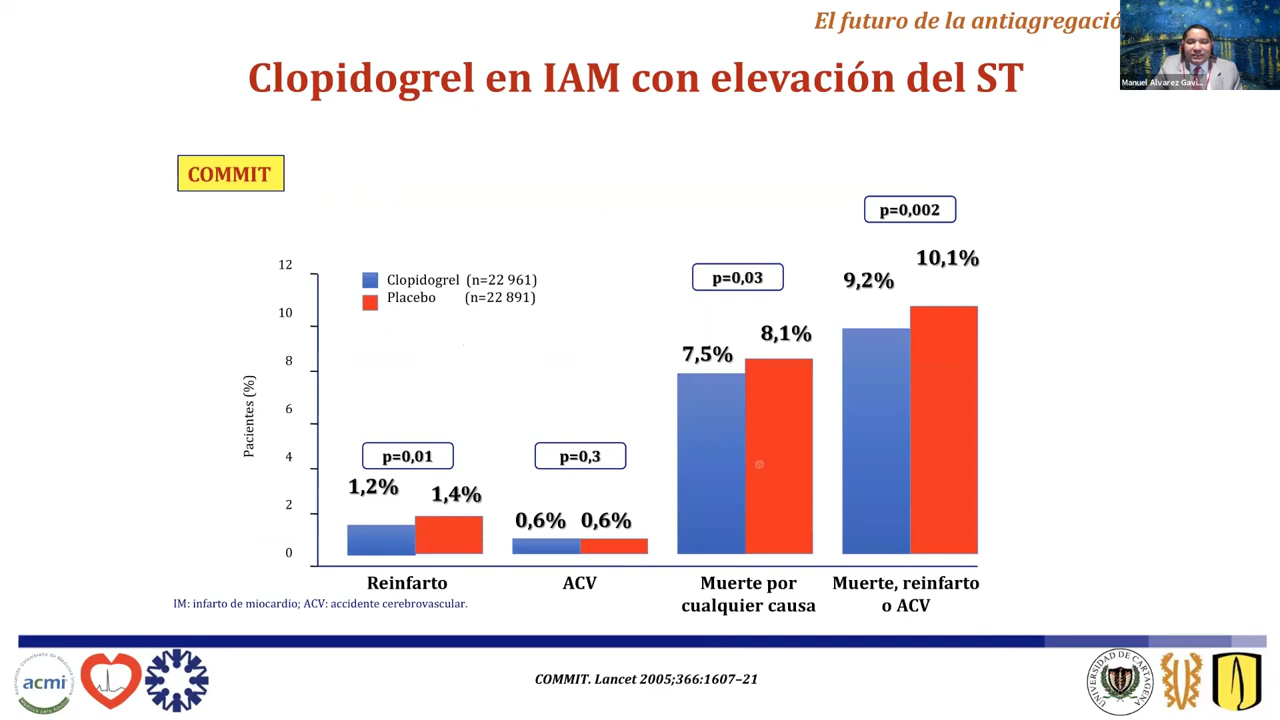 El futuro de la antiagregació
Manuel Alvarez Gavi...
Clopidogrel en IAM con elevación del ST
COMMIT
p=0,002
10,1%
9,2%
p=0,03
8,1%
7,5%
12
10
8
6
4
2
0
Pacientes (%)
Clopidogrel (n=22 961)
Placebo (n=22 891)
p=0,01
1,2%
1,4%
p=0,3
0,6%
0,6%
Reinfarto
ACV
Muerte por
cualquier causa
Muerte, reinfarto
o ACV
IM: infarto de miocardio; ACV: accidente cerebrovascular.
acmi
COMMIT. Lancet 2005;366:1607–21
UNIVERSIDAD DE CARTAGENA